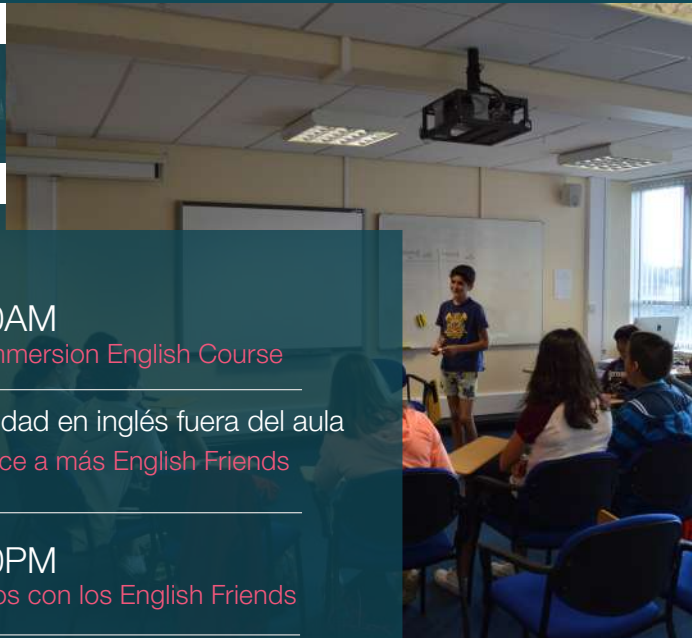 0AM
mmersion English Course
dad en inglés fuera del aula
ce a más English Friends
0PM
os con los English Friends